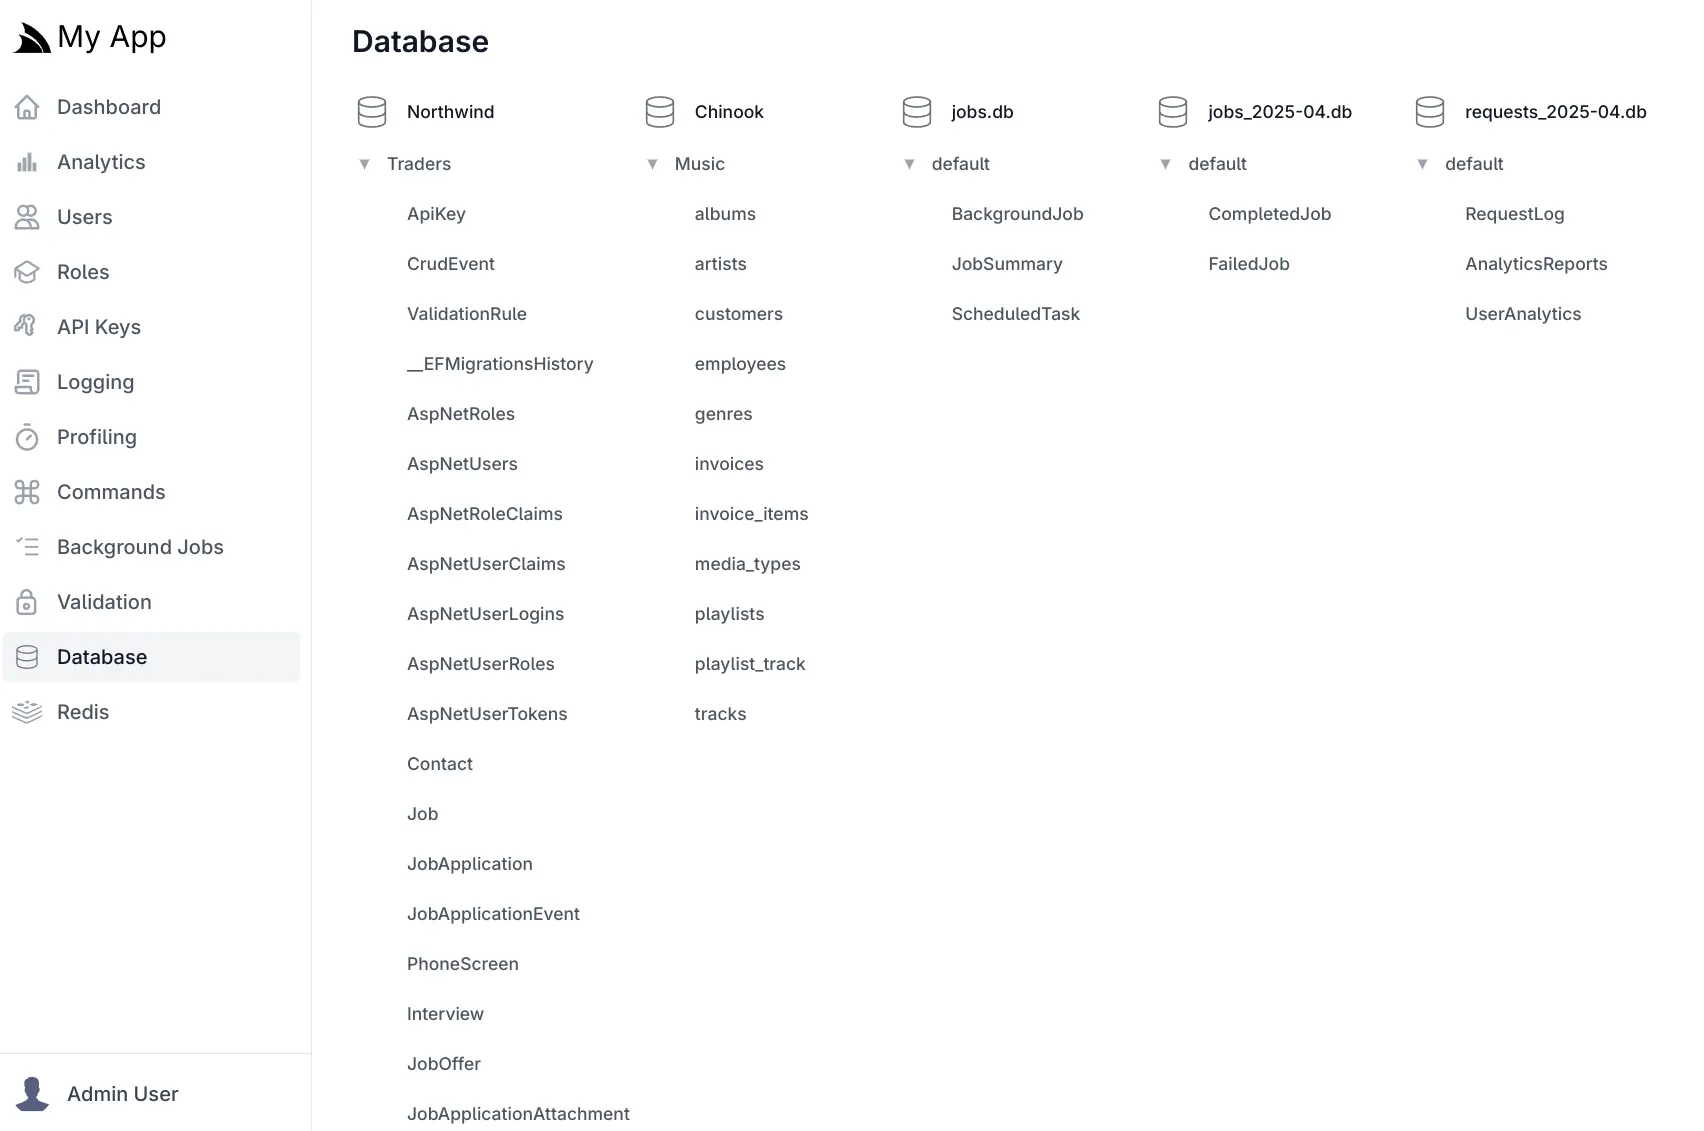 My App
Dashboard
Analytics
Users
Roles
API Keys
Logging
Profiling
Commands
Background Jobs
Validation
Database
Redis
Admin User
Database
Northwind
Traders
ApiKey
CrudEvent
ValidationRule
__EFMigrationsHistory
AspNetRoles
AspNetUsers
AspNetRoleClaims
AspNetUserClaims
AspNetUserLogins
AspNetUserRoles
AspNetUserTokens
Contact
Job
JobApplication
JobApplicationEvent
PhoneScreen
Interview
JobOffer
JobApplicationAttachment
Chinook
Music
albums
artists
customers
employees
genres
invoices
invoice_items
media_types
playlists
playlist_track
tracks
jobs.db
default
BackgroundJob
JobSummary
ScheduledTask
jobs_2025-04.db
default
CompletedJob
FailedJob
requests_2025-04.db
default
RequestLog
AnalyticsReports
UserAnalytics